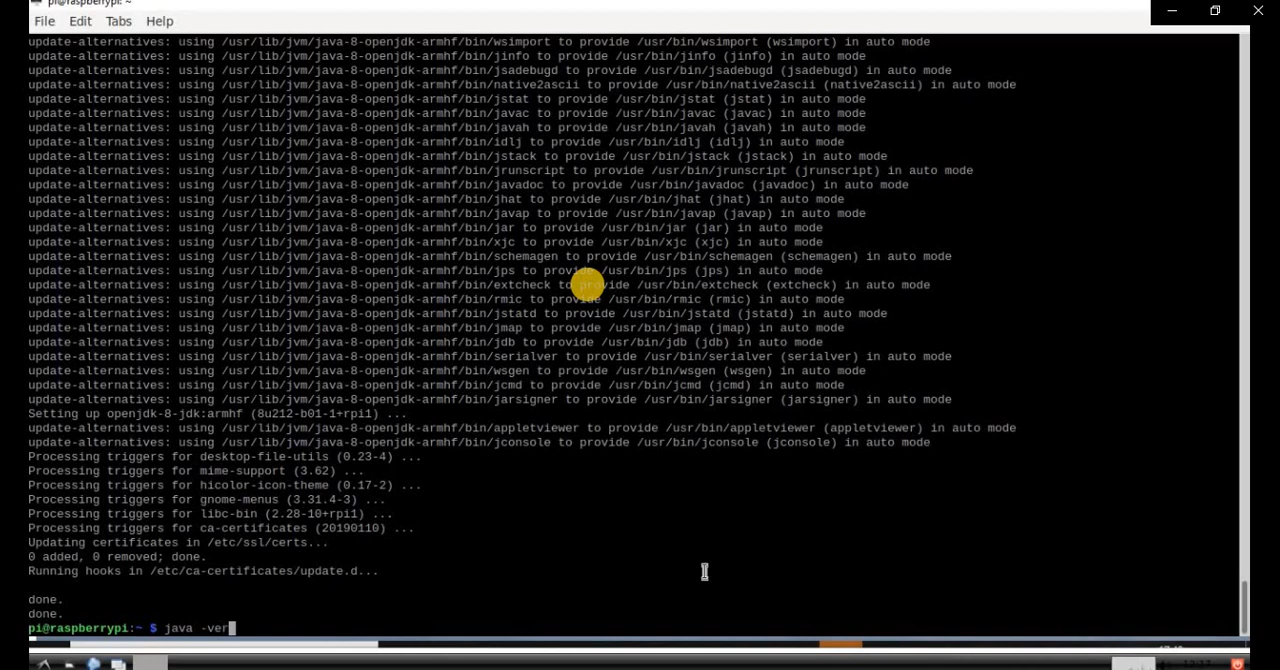 pi@raspberrypi: ~
File Edit Tabs Help
update-alternatives: using /usr/lib/jvm/java-8-openjdk-armhf/bin/wsimport to provide /usr/bin/wsimport (wsimport) in auto mode
update-alternatives: using /usr/lib/jvm/java-8-openjdk-armhf/bin/jinfo to provide /usr/bin/jinfo (jinfo) in auto mode
update-alternatives: using /usr/lib/jvm/java-8-openjdk-armhf/bin/jsadebugd to provide /usr/bin/jsadebugd (jsadebugd) in auto mode
update-alternatives: using /usr/lib/jvm/java-8-openjdk-armhf/bin/native2ascii to provide /usr/bin/native2ascii (native2ascii) in auto mode
update-alternatives: using /usr/lib/jvm/java-8-openjdk-armhf/bin/jstat to provide /usr/bin/jstat (jstat) in auto mode
update-alternatives: using /usr/lib/jvm/java-8-openjdk-armhf/bin/javac to provide /usr/bin/javac (javac) in auto mode
update-alternatives: using /usr/lib/jvm/java-8-openjdk-armhf/bin/javah to provide /usr/bin/javah (javah) in auto mode
update-alternatives: using /usr/lib/jvm/java-8-openjdk-armhf/bin/idlj to provide /usr/bin/idlj (idlj) in auto mode
update-alternatives: using /usr/lib/jvm/java-8-openjdk-armhf/bin/jstack to provide /usr/bin/jstack (jstack) in auto mode
update-alternatives: using /usr/lib/jvm/java-8-openjdk-armhf/bin/jrunscript to provide /usr/bin/jrunscript (jrunscript) in auto mode
update-alternatives: using /usr/lib/jvm/java-8-openjdk-armhf/bin/javadoc to provide /usr/bin/javadoc (javadoc) in auto mode
update-alternatives: using /usr/lib/jvm/java-8-openjdk-armhf/bin/jhat to provide /usr/bin/jhat (jhat) in auto mode
update-alternatives: using /usr/lib/jvm/java-8-openjdk-armhf/bin/javap to provide /usr/bin/javap (javap) in auto mode
update-alternatives: using /usr/lib/jvm/java-8-openjdk-armhf/bin/jar to provide /usr/bin/jar (jar) in auto mode
update-alternatives: using /usr/lib/jvm/java-8-openjdk-armhf/bin/xjc to provide /usr/bin/xjc (xjc) in auto mode
update-alternatives: using /usr/lib/jvm/java-8-openjdk-armhf/bin/schemagen to provide /usr/bin/schemagen (schemagen) in auto mode
update-alternatives: using /usr/lib/jvm/java-8-openjdk-armhf/bin/jps to provide /usr/bin/jps (jps) in auto mode
update-alternatives: using /usr/lib/jvm/java-8-openjdk-armhf/bin/extcheck to provide /usr/bin/extcheck (extcheck) in auto mode
update-alternatives: using /usr/lib/jvm/java-8-openjdk-armhf/bin/rmic to provide /usr/bin/rmic (rmic) in auto mode
update-alternatives: using /usr/lib/jvm/java-8-openjdk-armhf/bin/jstatd to provide /usr/bin/jstatd (jstatd) in auto mode
update-alternatives: using /usr/lib/jvm/java-8-openjdk-armhf/bin/jmap to provide /usr/bin/jmap (jmap) in auto mode
update-alternatives: using /usr/lib/jvm/java-8-openjdk-armhf/bin/jdb to provide /usr/bin/jdb (jdb) in auto mode
update-alternatives: using /usr/lib/jvm/java-8-openjdk-armhf/bin/serialver to provide /usr/bin/serialver (serialver) in auto mode
update-alternatives: using /usr/lib/jvm/java-8-openjdk-armhf/bin/wsgen to provide /usr/bin/wsgen (wsgen) in auto mode
update-alternatives: using /usr/lib/jvm/java-8-openjdk-armhf/bin/jcmd to provide /usr/bin/jcmd (jcmd) in auto mode
update-alternatives: using /usr/lib/jvm/java-8-openjdk-armhf/bin/jarsigner to provide /usr/bin/jarsigner (jarsigner) in auto mode
Setting up openjdk-8-jdk:armhf (8u212-b01-1+rpi1) ...
update-alternatives: using /usr/lib/jvm/java-8-openjdk-armhf/bin/appletviewer to provide /usr/bin/appletviewer (appletviewer) in auto mode
update-alternatives: using /usr/lib/jvm/java-8-openjdk-armhf/bin/jconsole to provide /usr/bin/jconsole (jconsole) in auto mode
Processing triggers for desktop-file-utils (0.23-4) ...
Processing triggers for mime-support (3.62) ...
Processing triggers for hicolor-icon-theme (0.17-2) ...
Processing triggers for gnome-menus (3.31.4-3) ...
Processing triggers for libc-bin (2.28-10+rpi1) ...
Processing triggers for ca-certificates (20190110) ...
Updating certificates in /etc/ssl/certs...
0 added, 0 removed; done.
Running hooks in /etc/ca-certificates/update.d...
done.
done.
pi@raspberrypi:~ $ java -ver